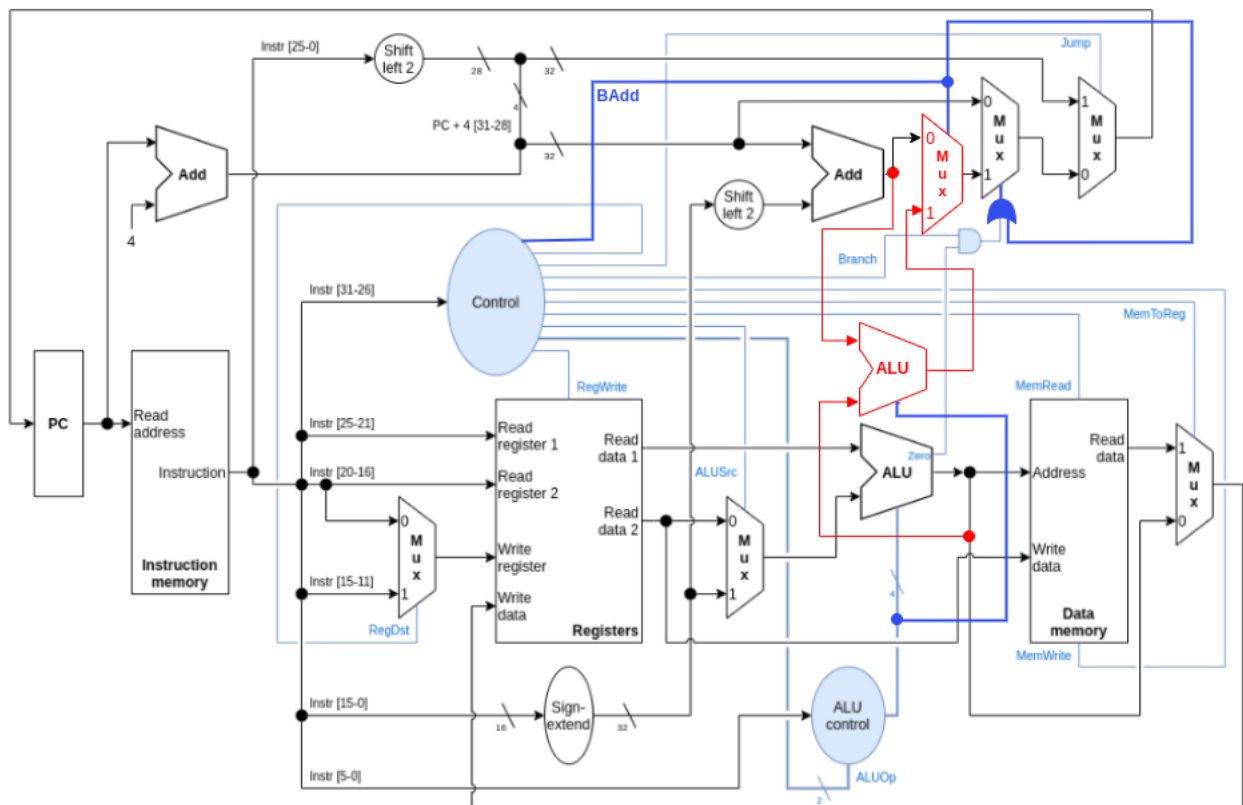 Instr [25-0]
Shift
left 2
28
32
Jump
BAdd
4
PC + 4 [31-28]
32
0
M
u
x
1
1
M
u
x
0
0
M
u
x
1
Add
4
Add
Shift
left 2
Branch
Instr [31-26]
Control
MemToReg
ALU
MemRead
RegWrite
PC
Read
address
Instruction
Instruction
memory
Instr [25-21]
Instr [20-16]
Instr [15-11]
0
M
u
x
1
RegDst
Read
register 1
Read
register 2
Write
register
Write
data
Read
data 1
Read
data 2
Registers
ALUSrc
0
M
u
x
1
Zero
ALU
4
Address
Read
data
Write
data
Data
memory
MemWrite
1
M
u
x
0
Instr [15-0]
16
Sign-
extend
32
ALU
control
Instr [5-0]
ALUOp
2